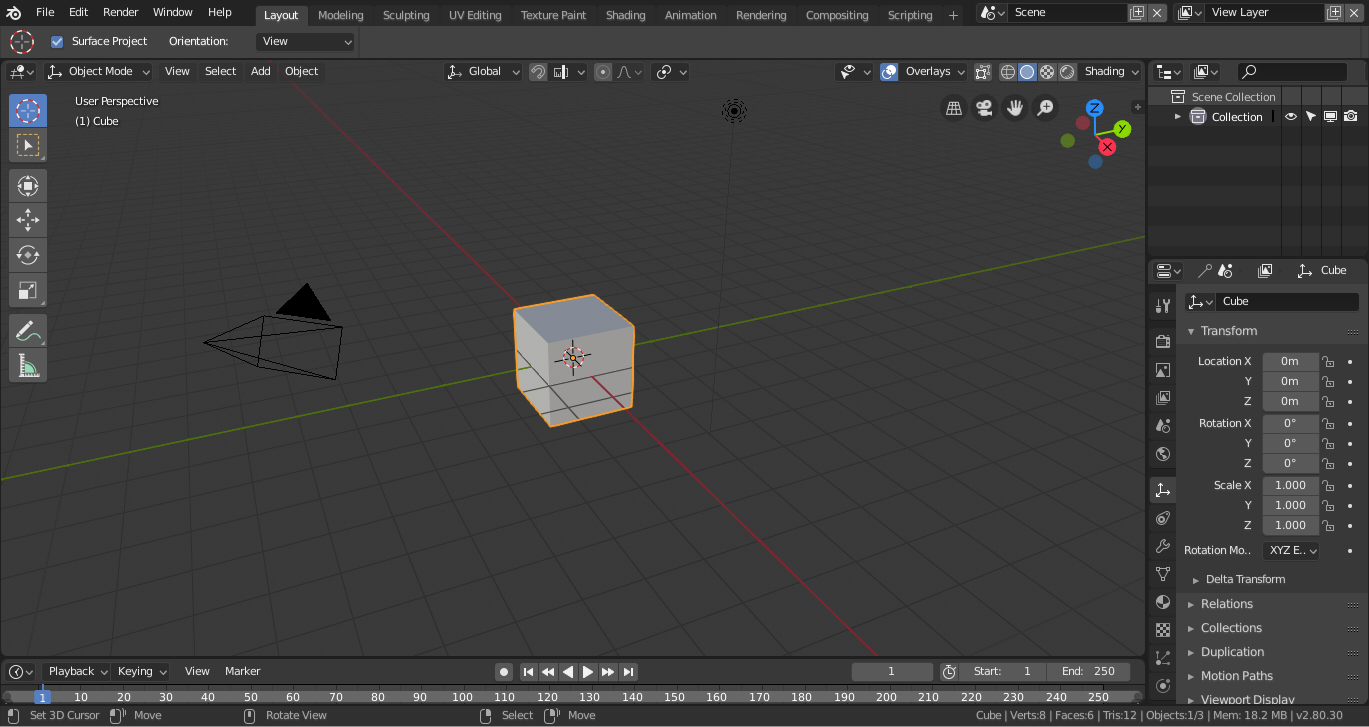 File Edit Render Window Help Layout Modeling Sculpting UV Editing Texture Paint Shading Animation Rendering Compositing Scripting + Scene View Layer
Surface Project Orientation: View
Object Mode View Select Add Object Global Overlays Shading
User Perspective
(1) Cube
Z
Y
X
Scene Collection
Collection
Cube
Cube
Transform
Location X 0m
Y 0m
Z 0m
Rotation X 0°
Y 0°
Z 0°
Scale X 1.000
Y 1.000
Z 1.000
Rotation Mo.. XYZ E..
Delta Transform
Relations
Collections
Duplication
Motion Paths
Viewport Display
Playback Keying View Marker 1 Start: 1 End: 250
1 10 20 30 40 50 60 70 80 90 100 110 120 130 140 150 160 170 180 190 200 210 220 230 240 250
Set 3D Cursor Move Rotate View Select Move Cube | Verts:8 | Faces:6 | Tris:12 | Objects:1/3 | Mem: 18.2 MB | v2.80.30